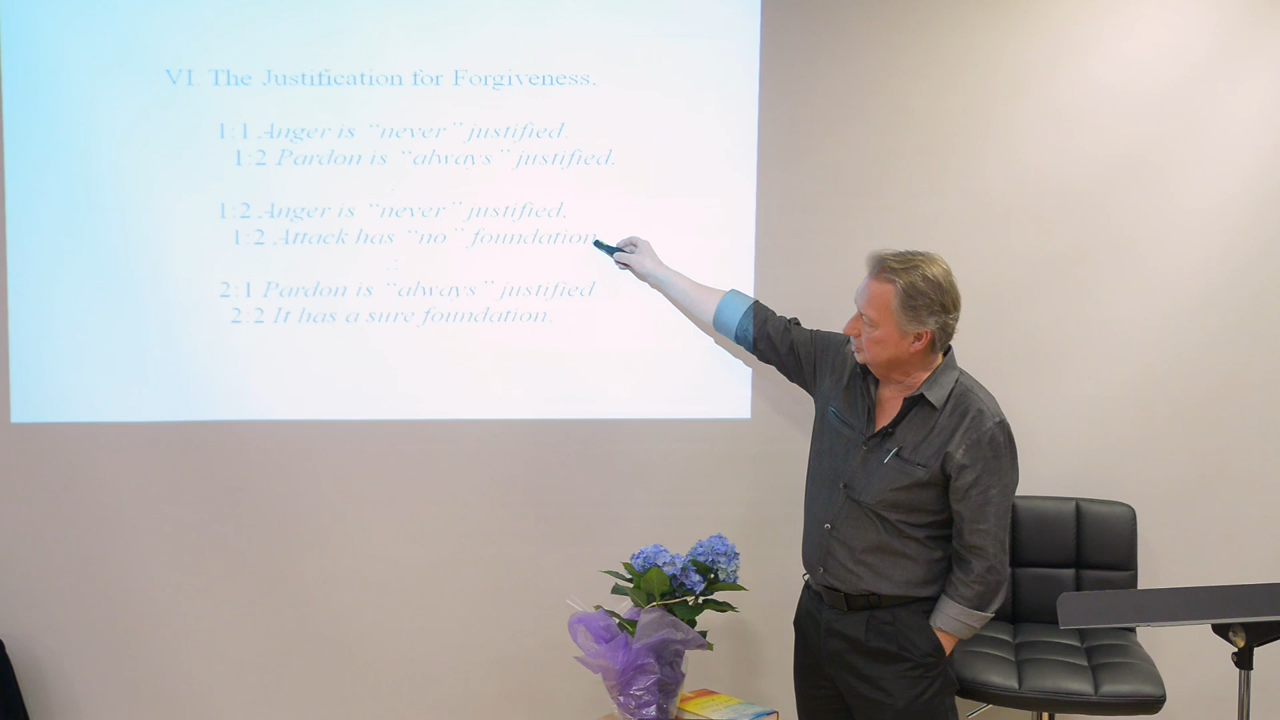 VI. The Justification for Forgiveness.
1:1 Anger is “never” justified.
1:2 Pardon is “always” justified.
1:2 Anger is “never” justified.
1:2 Attack has “no” foundation
2:1 Pardon is “always” justified
2:2 It has a sure foundation.